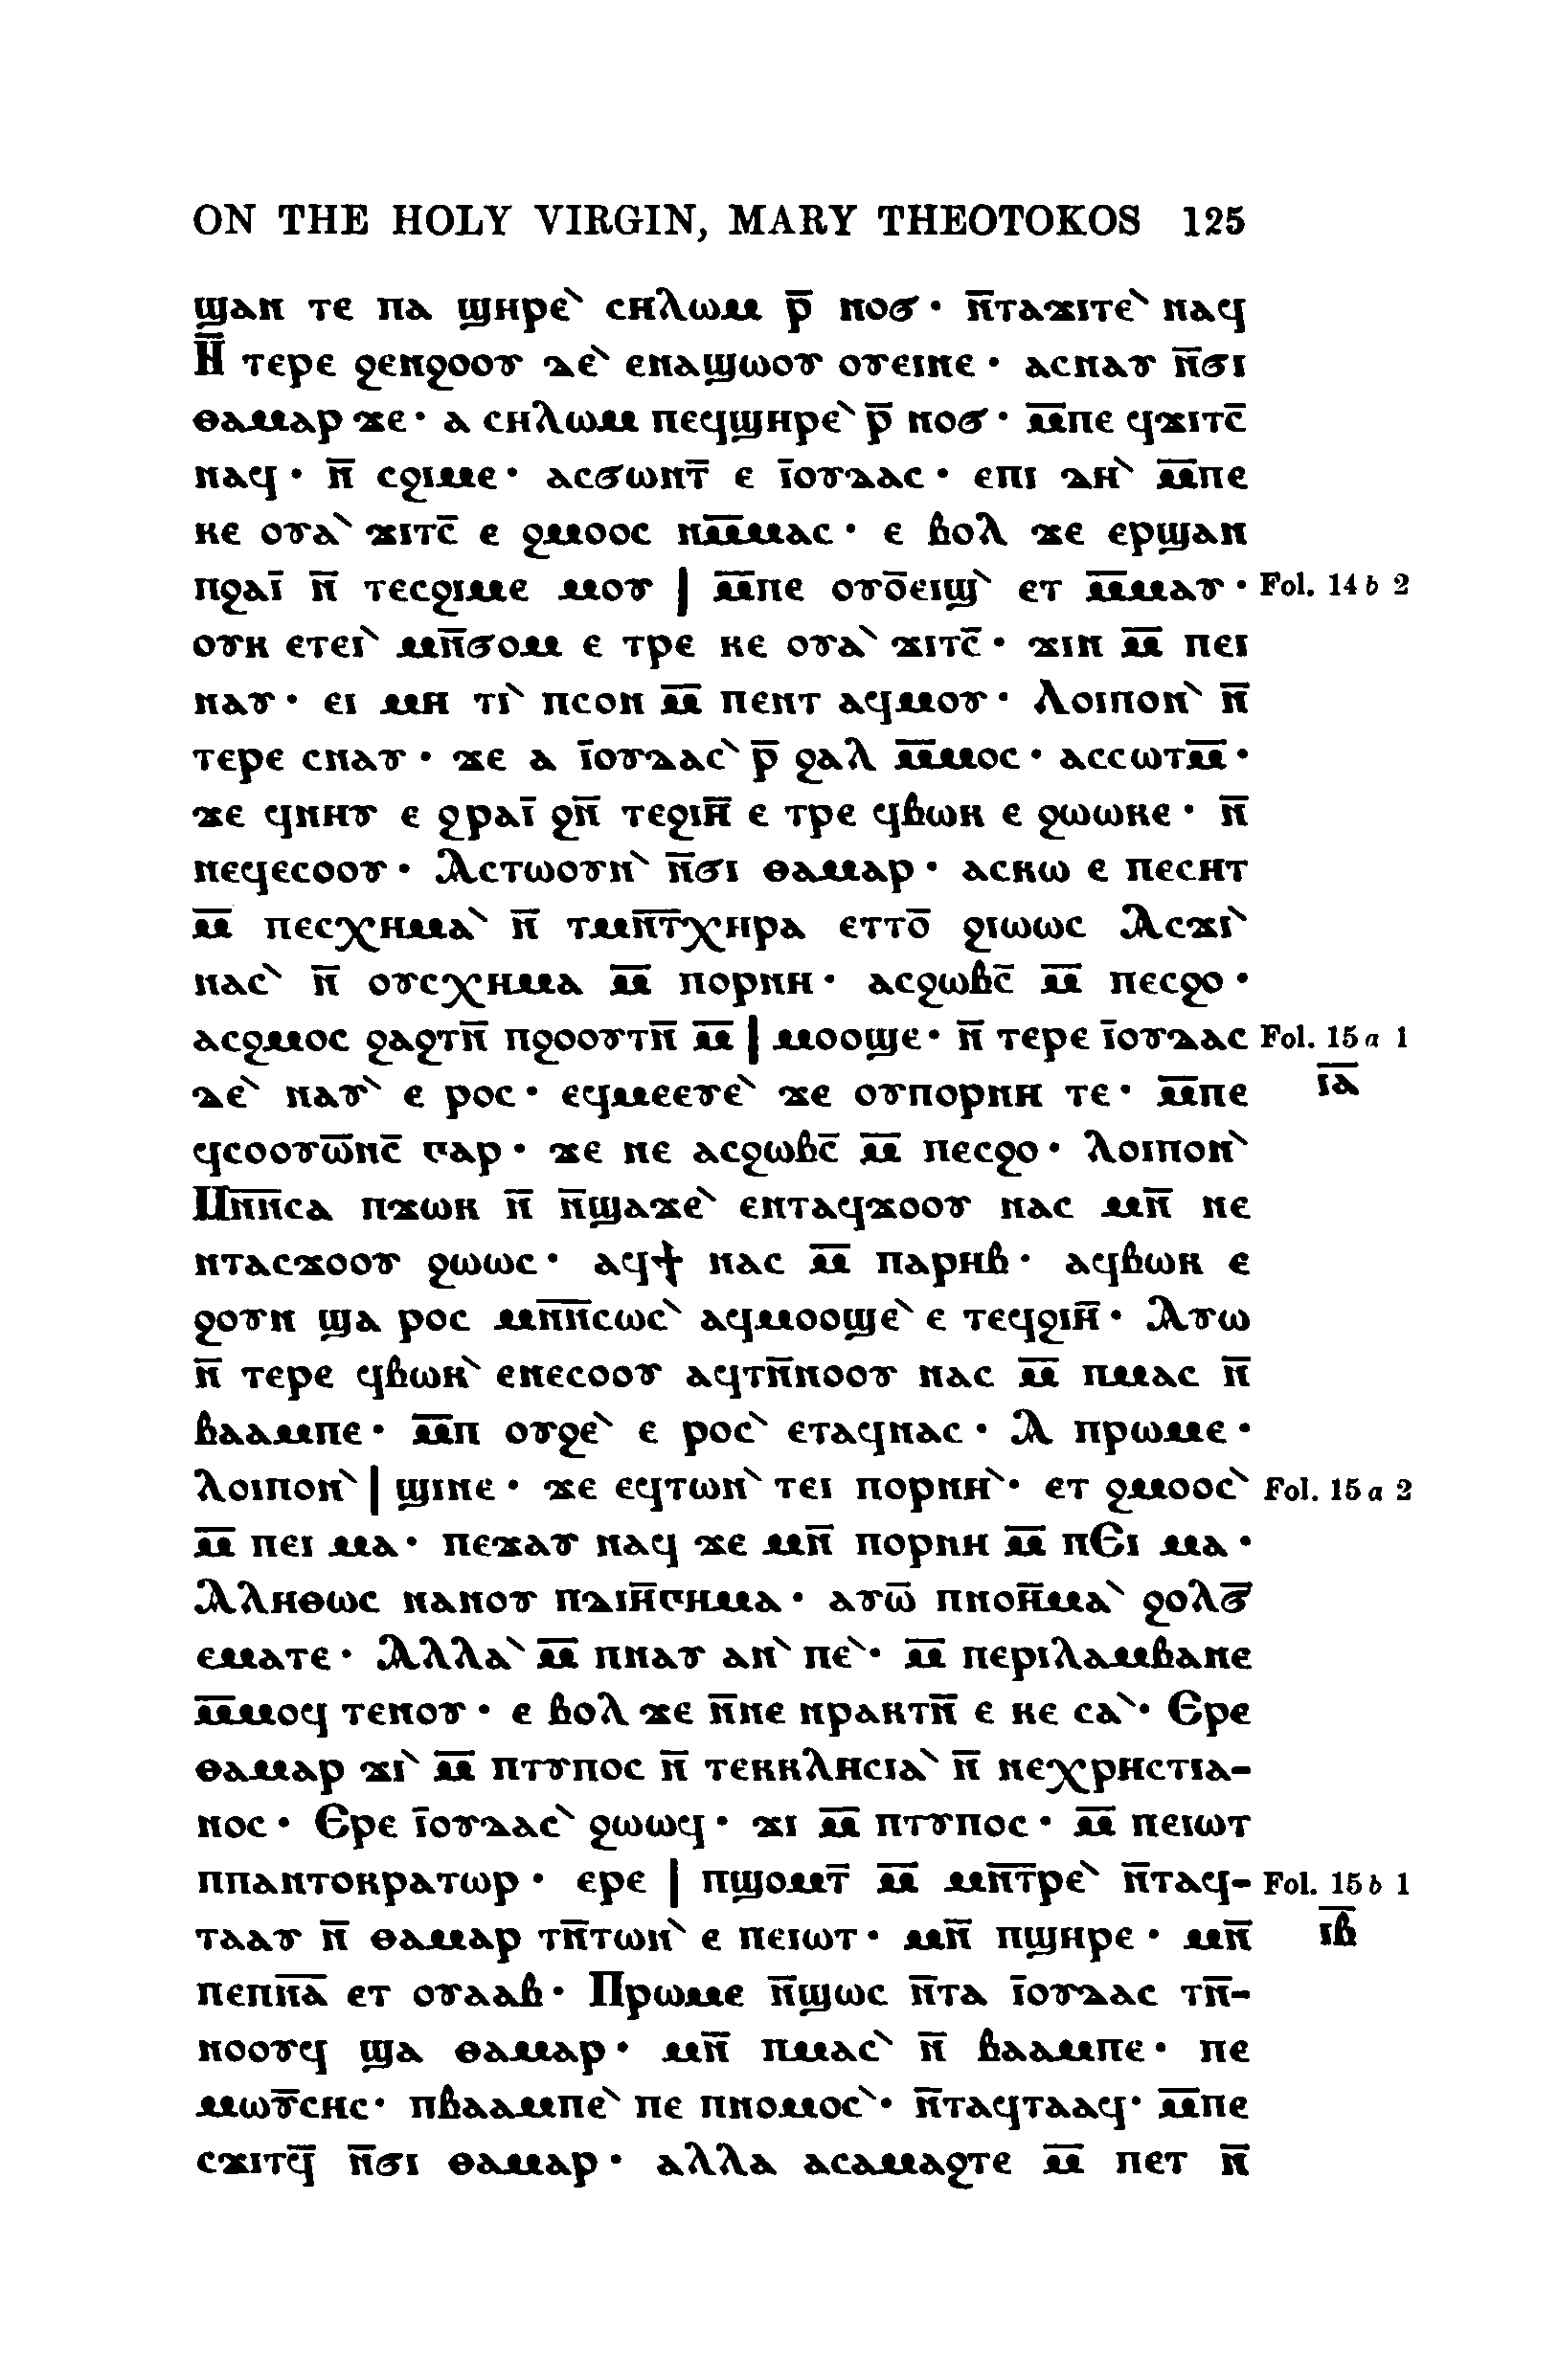 ON THE HOLY VIRGIN, MARY THEOTOKOS 125
ϣⲁⲛ ⲧⲉ ⲡⲁ ϣⲏⲣⲉ̀ ⲥⲏⲗⲱⲙ ⲣ̄ ⲛⲟϭ · ⲛ̄ⲧⲁϫⲓⲧⲉ̀ ⲛⲁϥ
Ⲛ̄ ⲧⲉⲣⲉ ϩⲉⲛϩⲟⲟⲩ ⲇⲉ̀ ⲉⲛⲁϣⲱⲟⲩ ⲟⲩⲉⲓⲛⲉ · ⲁⲥⲛⲁⲩ ⲛ̄ϭⲓ
ⲑⲁⲙⲁⲣ ϫⲉ · ⲁ ⲥⲏⲗⲱⲙ ⲡⲉϥϣⲏⲣⲉ̀ ⲣ̄ ⲛⲟϭ · ⲙ̄ⲡⲉ ϥϫⲓⲧⲥ̄
ⲛⲁϥ · ⲛ̄ ⲥϩⲓⲙⲉ · ⲁⲥϭⲱⲛⲧ̄ ⲉ ⲓ̄ⲟⲩⲇⲁⲥ · ⲉⲡⲓ ⲇⲏ̀ ⲙ̄ⲡⲉ
ⲕⲉ ⲟⲩⲁ̀ ϫⲓⲧⲥ̄ ⲉ ϩⲙⲟⲟⲥ ⲛⲙ̄ⲙⲁⲥ · ⲉ ⲃⲟⲗ ϫⲉ ⲉⲣϣⲁⲛ
ⲡϩⲁⲓ̄ ⲛ̄ ⲧⲉⲥϩⲓⲙⲉ ⲙⲟⲩ | ⲙ̄ⲡⲉ ⲟⲩⲟ̄ⲉⲓϣ̀ ⲉⲧ ⲙ̄ⲙⲁⲩ · Fol. 14 b 2
ⲟⲩⲕ ⲉⲧⲉⲓ̀ ⲙⲛ̄ϭⲟⲙ ⲉ ⲧⲣⲉ ⲕⲉ ⲟⲩⲁ̀ ϫⲓⲧⲥ̄ · ϫⲓⲛ ⲙ̄ ⲡⲉⲓ
ⲛⲁⲩ · ⲉⲓ ⲙⲏ ⲧⲓ̀ ⲡⲥⲟⲛ ⲙ̄ ⲡⲉⲛⲧ ⲁϥⲙⲟⲩ · ⲗⲟⲓⲡⲟⲛ̀ ⲛ̄
ⲧⲉⲣⲉ ⲥⲛⲁⲩ · ϫⲉ ⲁ ⲓ̄ⲟⲩⲇⲁⲥ̀ ⲣ̄ ϩⲁⲗ ⲙ̄ⲙⲟⲥ · ⲁⲥⲥⲱⲧⲙ̄ ·
ϫⲉ ϥⲛⲏⲩ ⲉ ϩⲣⲁⲓ̄ ϩⲛ̄ ⲧⲉϩⲓⲏ̄ ⲉ ⲧⲣⲉ ϥⲃⲱⲕ ⲉ ϩⲱⲱⲕⲉ · ⲛ̄
ⲛⲉϥⲉⲥⲟⲟⲩ · Ⲁⲥⲧⲱⲟⲩⲛ̀ ⲛ̄ϭⲓ ⲑⲁⲙⲁⲣ · ⲁⲥⲕⲱ ⲉ ⲡⲉⲥⲏⲧ
ⲙ̄ ⲡⲉⲥⲭⲏⲙⲁ̀ ⲛ̄ ⲧⲙⲛ̄ⲧⲭⲏⲣⲁ ⲉⲧⲧⲟ̄ ϩⲓⲱⲱⲥ Ⲁⲥϫⲓ̀
ⲛⲁⲥ̀ ⲛ̄ ⲟⲩⲥⲭⲏⲙⲁ ⲙ̄ ⲡⲟⲣⲛⲏ · ⲁⲥϩⲱⲃⲥ̄ ⲙ̄ ⲡⲉⲥϩⲟ ·
ⲁⲥϩⲙⲟⲥ ϩⲁϩⲧⲛ̄ ⲡϩⲟⲟⲩⲧⲛ̄ ⲙ̄ | ⲙⲟⲟϣⲉ · ⲛ̄ ⲧⲉⲣⲉ ⲓ̄ⲟⲩⲇⲁⲥ Fol. 15 a 1
ⲇⲉ̀ ⲛⲁⲩ̀ ⲉ ⲣⲟⲥ · ⲉϥⲙⲉⲉⲩⲉ̀ ϫⲉ ⲟⲩⲡⲟⲣⲛⲏ ⲧⲉ · ⲙ̄ⲡⲉ ⲓ̄ⲁ̄
ϥⲥⲟⲟⲩⲱ̄ⲛⲥ̄ ⲅⲁⲣ · ϫⲉ ⲛⲉ ⲁⲥϩⲱⲃⲥ̄ ⲙ̄ ⲡⲉⲥϩⲟ · ⲗⲟⲓⲡⲟⲛ̀
Ⲙⲛ̄ⲛ̄ⲥⲁ ⲡϫⲱⲕ ⲛ̄ ⲛ̄ϣⲁϫⲉ̀ ⲉⲛⲧⲁϥϫⲟⲟⲩ ⲛⲁⲥ ⲙⲛ̄ ⲛⲉ
ⲛⲧⲁⲥϫⲟⲟⲩ ϩⲱⲱⲥ · ⲁϥϯ ⲛⲁⲥ ⲙ̄ ⲡⲁⲣⲏⲃ · ⲁϥⲃⲱⲕ ⲉ
ϩⲟⲩⲛ ϣⲁ ⲣⲟⲥ ⲙⲛ̄ⲛ̄ⲥⲱⲥ̀ ⲁϥⲙⲟⲟϣⲉ̀ ⲉ ⲧⲉϥϩⲓⲏ̄ · Ⲁⲩⲱ
ⲛ̄ ⲧⲉⲣⲉ ϥⲃⲱⲕ̀ ⲉⲛⲉⲥⲟⲟⲩ ⲁϥⲧⲛ̄ⲛⲟⲟⲩ ⲛⲁⲥ ⲙ̄ ⲡⲙⲁⲥ ⲛ̄
ⲃⲁⲁⲙⲡⲉ · ⲙ̄ⲡ ⲟⲩϩⲉ̀ ⲉ ⲣⲟⲥ̀ ⲉⲧⲁϥⲛⲁⲥ · Ⲁ ⲡⲣⲱⲙⲉ ·
ⲗⲟⲓⲡⲟⲛ̀ | ϣⲓⲛⲉ · ϫⲉ ⲉϥⲧⲱⲛ̀ ⲧⲉⲓ ⲡⲟⲣⲛⲏ̀ · ⲉⲧ ϩⲙⲟⲟⲥ̀ Fol. 15 a 2
ⲙ̄ ⲡⲉⲓ ⲙⲁ · ⲡⲉϫⲁⲩ ⲛⲁϥ ϫⲉ ⲙⲛ̄ ⲡⲟⲣⲛⲏ ⲙ̄ ⲡⲈⲓ ⲙⲁ ·
Ⲁⲗⲏⲑⲱⲥ ⲛⲁⲛⲟⲩ ⲡⲇⲓⲏ̄ⲅⲏⲙⲁ · ⲁⲩⲱ̄ ⲡⲛⲟⲏ̄ⲙⲁ̀ ϩⲟⲗϭ̄
ⲉⲙⲁⲧⲉ · Ⲁⲗⲗⲁ̀ ⲙ̄ ⲡⲛⲁⲩ ⲁⲛ̀ ⲡⲉ̀ · ⲙ̄ ⲡⲉⲣⲓⲗⲁⲙⲃⲁⲛⲉ
ⲙ̄ⲙⲟϥ ⲧⲉⲛⲟⲩ · ⲉ ⲃⲟⲗ ϫⲉ ⲛ̄ⲛⲉ ⲛⲣⲁⲕⲧⲛ̄ ⲉ ⲕⲉ ⲥⲁ̀ · Ⲉⲣⲉ
ⲑⲁⲙⲁⲣ ϫⲓ̀ ⲙ̄ ⲡⲧⲩⲡⲟⲥ ⲛ̄ ⲧⲉⲕⲕⲗⲏⲥⲓⲁ̀ ⲛ̄ ⲛⲉⲭⲣⲏⲥⲧⲓⲁ-
ⲛⲟⲥ · Ⲉⲣⲉ ⲓ̄ⲟⲩⲇⲁⲥ̀ ϩⲱⲱϥ · ϫⲓ ⲙ̄ ⲡⲧⲩⲡⲟⲥ · ⲙ̄ ⲡⲉⲓⲱⲧ
ⲡⲡⲁⲛⲧⲟⲕⲣⲁⲧⲱⲣ · ⲉⲣⲉ | ⲡϣⲟⲙⲧ̄ ⲙ̄ ⲙⲛ̄ⲧⲣⲉ̀ ⲛ̄ⲧⲁϥ- Fol. 15 b 1
ⲧⲁⲁⲩ ⲛ̄ ⲑⲁⲙⲁⲣ ⲧⲛ̄ⲧⲱⲛ̀ ⲉ ⲡⲉⲓⲱⲧ · ⲙⲛ̄ ⲡϣⲏⲣⲉ · ⲙⲛ̄ ⲓ̄ⲃ̄
ⲡⲉⲡⲛ̄ⲁ̄ ⲉⲧ ⲟⲩⲁⲁⲃ · Ⲡⲣⲱⲙⲉ ⲛ̄ϣⲱⲥ ⲛ̄ⲧⲁ ⲓ̄ⲟⲩⲇⲁⲥ ⲧⲛ̄-
ⲛⲟⲟⲩϥ ϣⲁ ⲑⲁⲙⲁⲣ · ⲙⲛ̄ ⲡⲙⲁⲥ̀ ⲛ̄ ⲃⲁⲁⲙⲡⲉ · ⲡⲉ
ⲙⲱⲩ̄ⲥⲏⲥ · ⲡⲃⲁⲁⲙⲡⲉ̀ ⲡⲉ ⲡⲛⲟⲙⲟⲥ̀ · ⲛ̄ⲧⲁϥⲧⲁⲁϥ · ⲙ̄ⲡⲉ
ⲥϫⲓⲧϥ̄ ⲛ̄ϭⲓ ⲑⲁⲙⲁⲣ · ⲁⲗⲗⲁ ⲁⲥⲁⲙⲁϩⲧⲉ ⲙ̄ ⲡⲉⲧ ⲛ̄